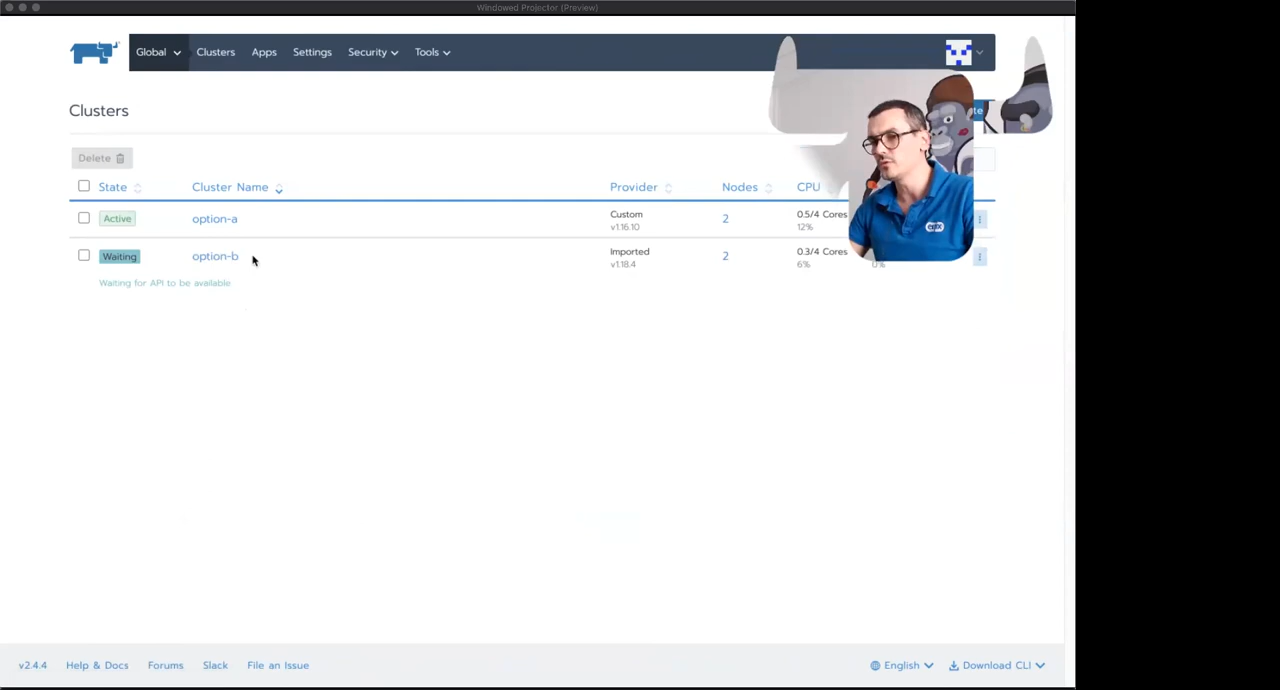 Windowed Projector (Preview)
Global Clusters Apps Settings Security Tools
Clusters
te
Delete
State Cluster Name Provider Nodes CPU
Active option-a Custom v1.16.10 2 0.5/4 Cores 12%
Waiting option-b Imported v1.18.4 2 0.3/4 Cores 6% 0%
Waiting for API to be available
epix
v2.4.4 Help & Docs Forums Slack File an Issue English Download CLI